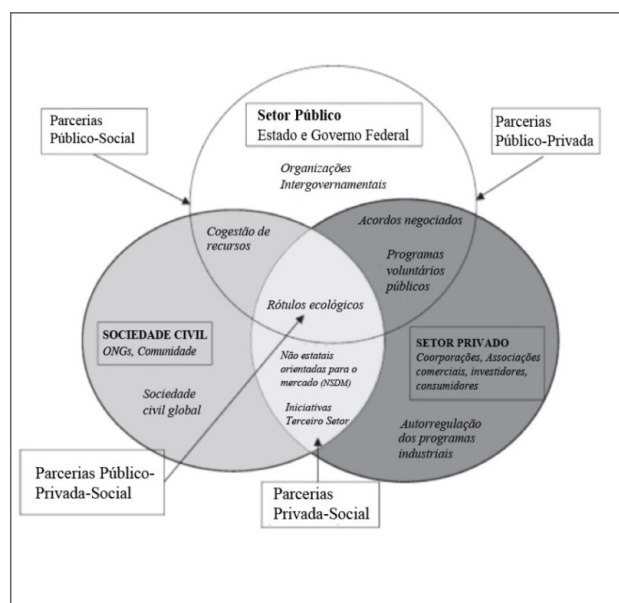 Setor Público
Estado e Governo Federal
Parcerias
Público-Social
Parcerias
Público-Privada
Organizações
Intergovernamentais
Cogestão de
recursos
Acordos negociados
Programas
voluntários
públicos
Rótulos ecológicos
SOCIEDADE CIVIL
ONGs, Comunidade
SETOR PRIVADO
Coorporações, Associações
comerciais, investidores,
consumidores
Não estatais
orientadas para o
mercado (NSDM)
Sociedade
civil global
Iniciativas
Terceiro Setor
Autorregulação
dos programas
industriais
Parcerias Público-
Privada-Social
Parcerias
Privada-Social